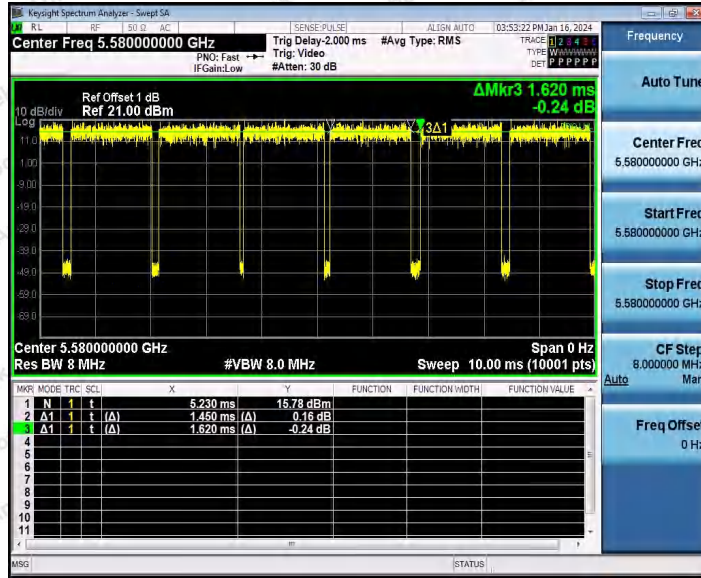 Keysight Spectrum Analyzer - Swept SA
RL RF 50 Ω AC SENSE:PULSE ALIGN AUTO 03:53:22 PM Jan 16, 2024
Center Freq 5.580000000 GHz
PNO: Fast
IFGain:Low
Trig Delay-2.000 ms
Trig: Video
#Atten: 30 dB
#Avg Type: RMS
TRACE 1 2 3 4 5 6
TYPE WWWWWW
DET P P P P P P
Ref Offset 1 dB
10 dB/div Ref 21.00 dBm
Log
ΔMkr3 1.620 ms
-0.24 dB
3Δ1
11.0
1.00
-9.00
-19.0
-29.0
-39.0
-49.0
-59.0
-69.0
Center 5.580000000 GHz Span 0 Hz
Res BW 8 MHz #VBW 8.0 MHz Sweep 10.00 ms (10001 pts)
MKR MODE TRC SCL X Y FUNCTION FUNCTION WIDTH FUNCTION VALUE
1 N 1 t 5.230 ms 15.78 dBm
2 Δ1 1 t (Δ) 1.450 ms (Δ) 0.16 dB
3 Δ1 1 t (Δ) 1.620 ms (Δ) -0.24 dB
4
5
6
7
8
9
10
11
MSG STATUS
Frequency
Auto Tune
Center Freq
5.580000000 GHz
Start Freq
5.580000000 GHz
Stop Freq
5.580000000 GHz
CF Step
8.000000 MHz
Auto Man
Freq Offset
0 Hz